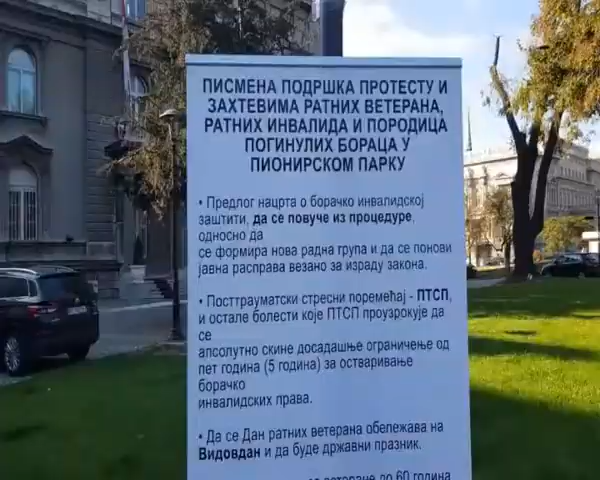 ПИСМЕНА ПОДРШКА ПРОТЕСТУ И
ЗАХТЕВИМА РАТНИХ ВЕТЕРАНА,
РАТНИХ ИНВАЛИДА И ПОРОДИЦА
ПОГИНУЛИХ БОРАЦА У
ПИОНИРСКОМ ПАРКУ
• Предлог нацрта о борачко инвалидској
заштити, да се повуче из процедуре,
односно да
се формира нова радна група и да се понови
јавна расправа везано за израду закона.
• Посттрауматски стресни поремећај - ПТСП,
и остале болести које ПТСП проузрокује да
се
апсолутно скине досадашње ограничење од
пет година (5 година) за остваривање
борачко
инвалидских права.
• Да се Дан ратних ветерана обележава на
Видовдан и да буде државни празник.
до 60 година